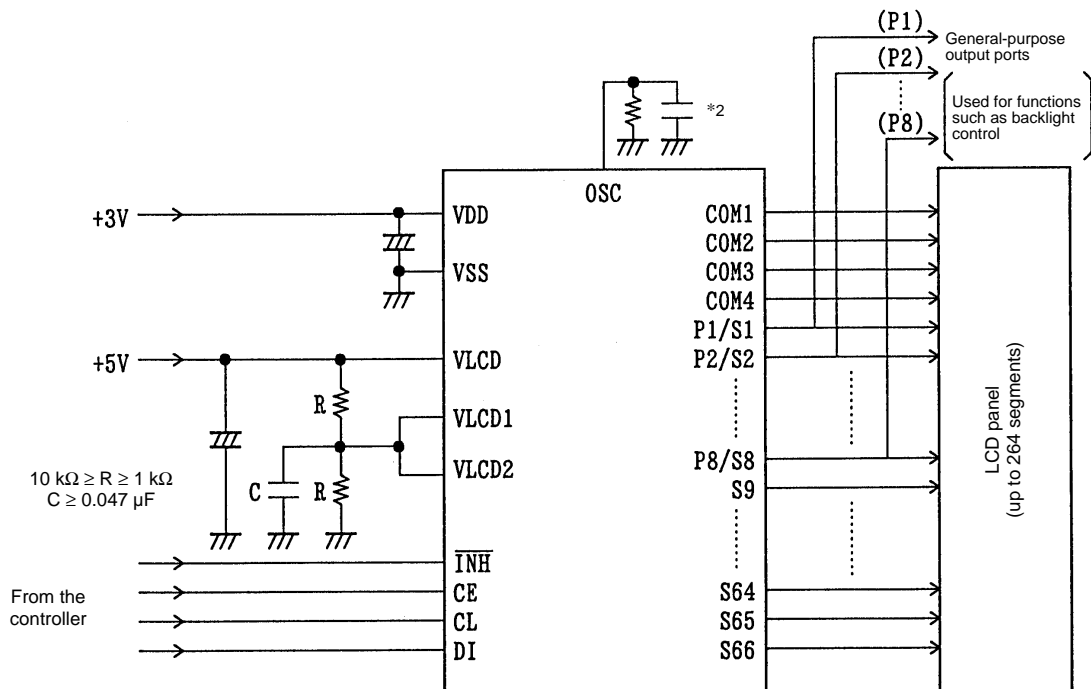 (P1)
General-purpose
output ports
(P2)
Used for functions
such as backlight
control
(P8)
*2
OSC
+3V
VDD
VSS
COM1
COM2
COM3
COM4
P1/S1
P2/S2
+5V
VLCD
R
VLCD1
VLCD2
10 kΩ ≥ R ≥ 1 kΩ
C ≥ 0.047 µF
C
R
P8/S8
S9
LCD panel
(up to 264 segments)
From the
controller
INH
CE
CL
DI
S64
S65
S66